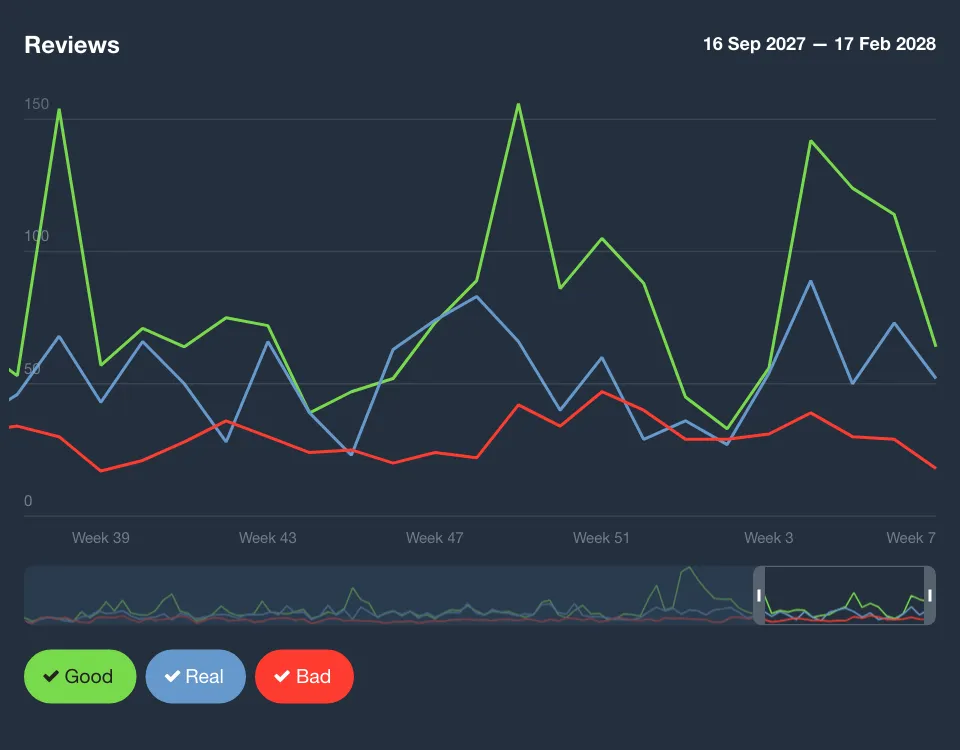 Reviews
16 Sep 2027 — 17 Feb 2028
150
100
50
0
Week 39 Week 43 Week 47 Week 51 Week 3 Week 7
Good Real Bad